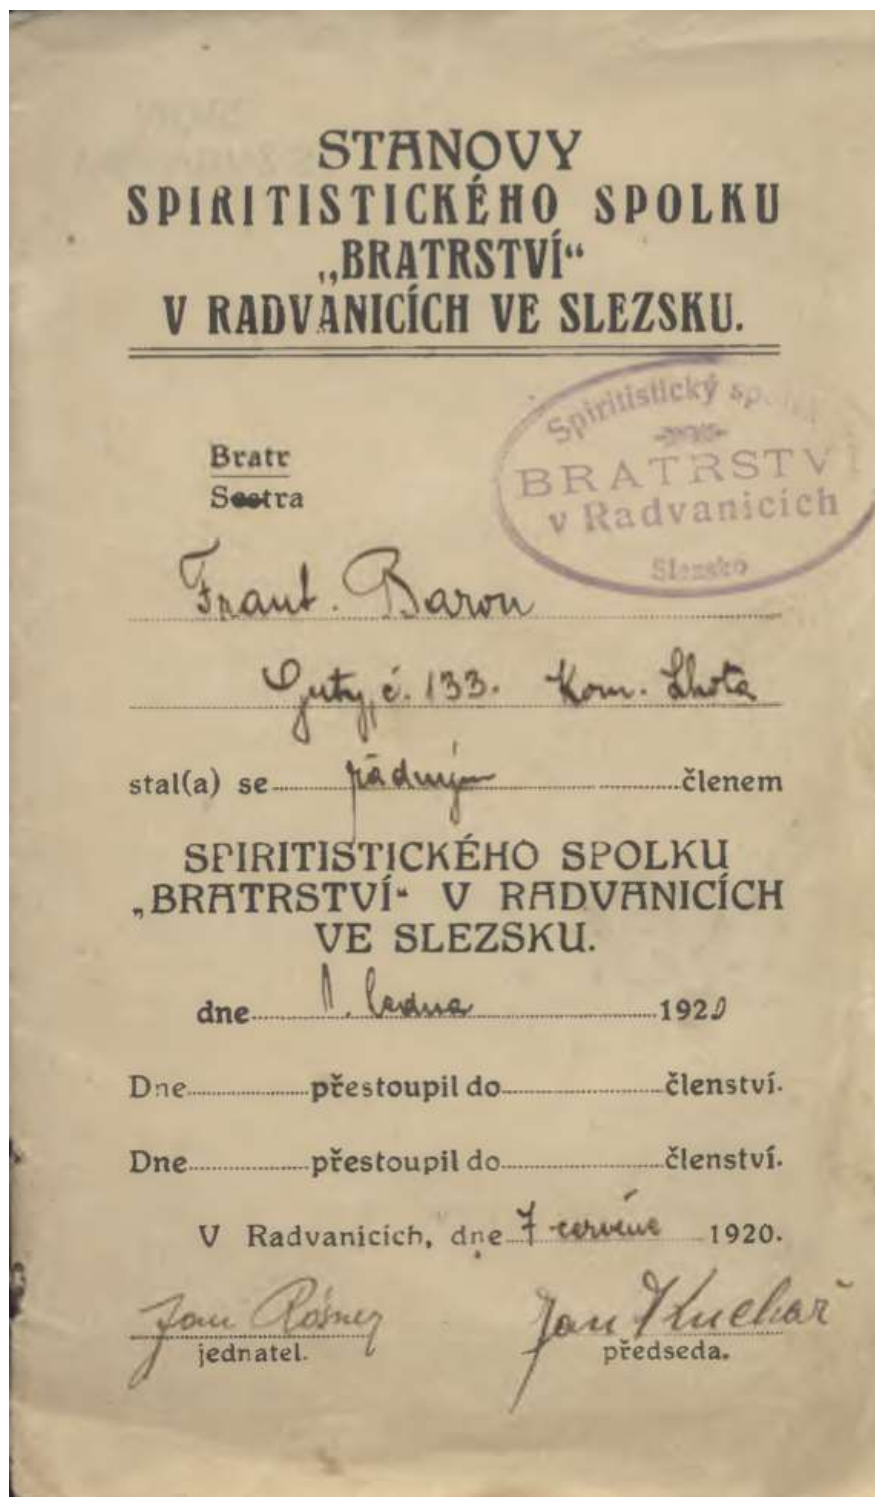 STANOVY
SPIRITISTICKÉHO SPOLKU
„BRATRSTVÍ“
V RADVANICÍCH VE SLEZSKU.
Spiritistický spolek
BRATRSTVÍ
v Radvanicích
Slezsko
Bratr
Sestra
Frant. Baron
Guty, č. 133. Kom. Lhota
stal(a) se řádným členem
SPIRITISTICKÉHO SPOLKU
„BRATRSTVÍ“ V RADVANICÍCH
VE SLEZSKU.
dne 1. ledna 1920
Dne přestoupil do členství.
Dne přestoupil do členství.
V Radvanicích, dne 7 1920.
Jan Jan Kuchař
jednatel. předseda.